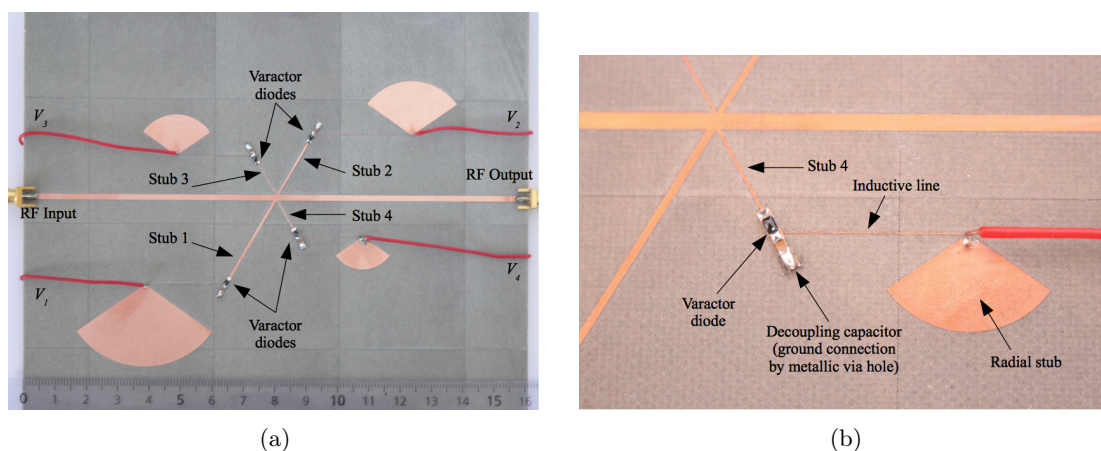 Varactor
diodes
V3
V2
Stub 3
Stub 2
RF Input
RF Output
Stub 1
Stub 4
V1
V4
Varactor
diodes
0 1 2 3 4 5 6 7 8 9 10 11 12 13 14 15 16
(a)
Stub 4
Inductive line
Varactor
diode
Decoupling capacitor
(ground connection
by metallic via hole)
Radial stub
(b)